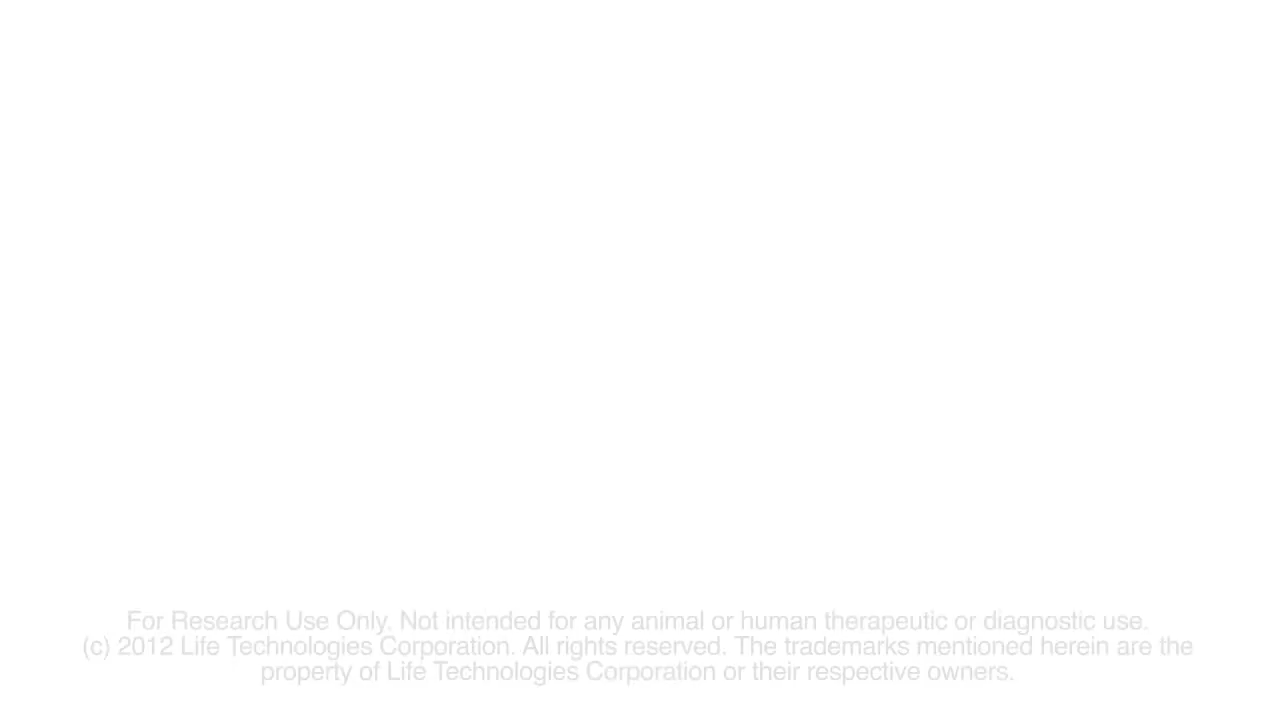 For Research Use Only. Not intended for any animal or human therapeutic or diagnostic use.
(c) 2012 Life Technologies Corporation. All rights reserved. The trademarks mentioned herein are the
property of Life Technologies Corporation or their respective owners.